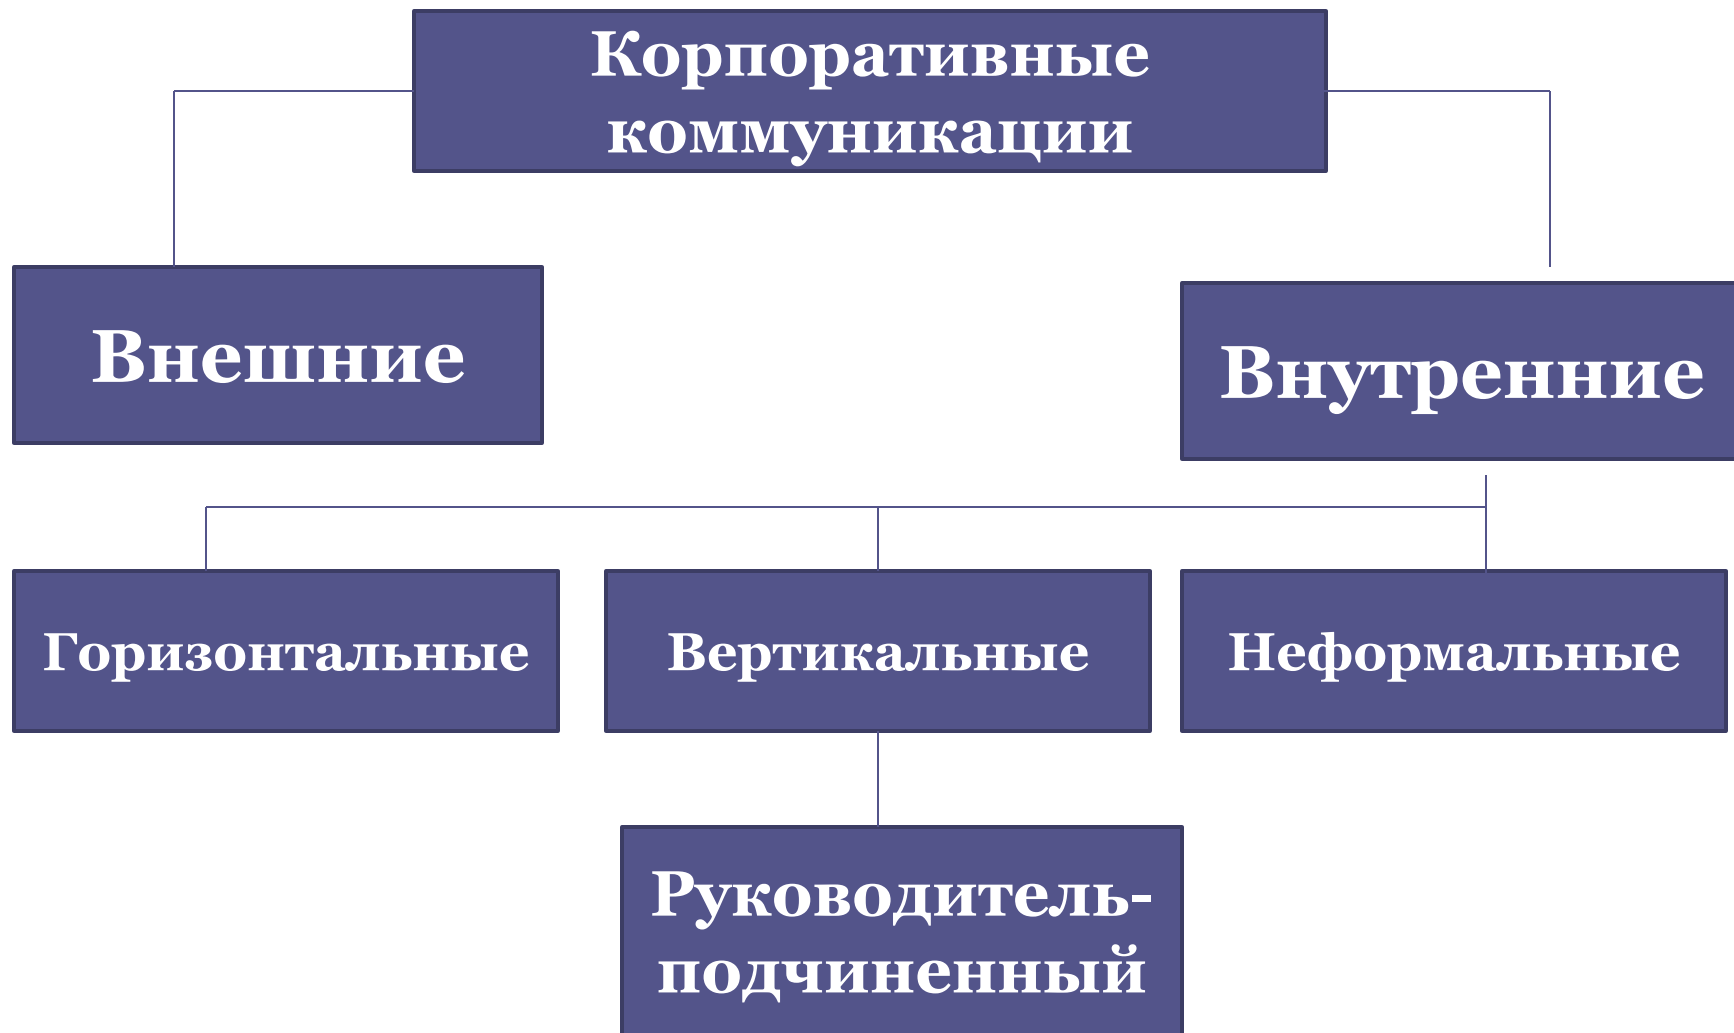 Корпоративные
коммуникации
Внешние
Внутренние
Горизонтальные
Вертикальные
Неформальные
Руководитель-
подчиненный